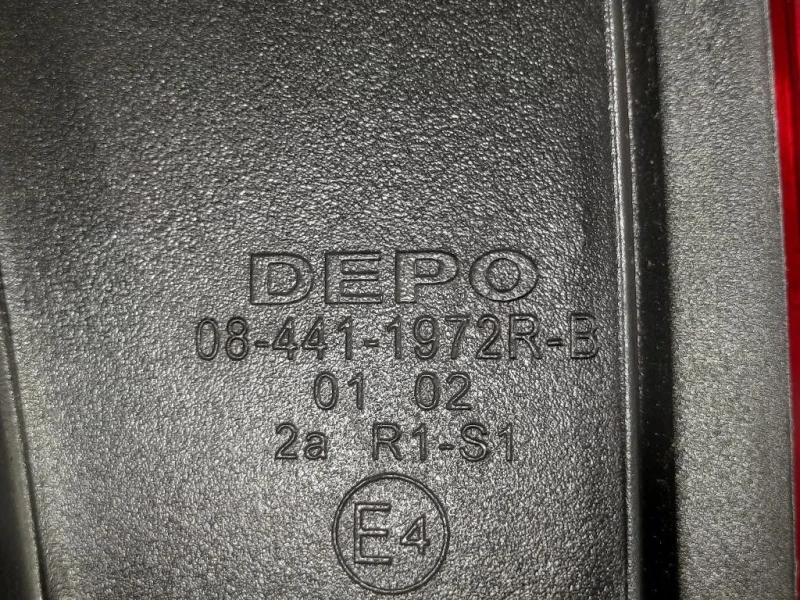 DEPO
08-441-1972R-B
01 02
2a R1-S1
E4